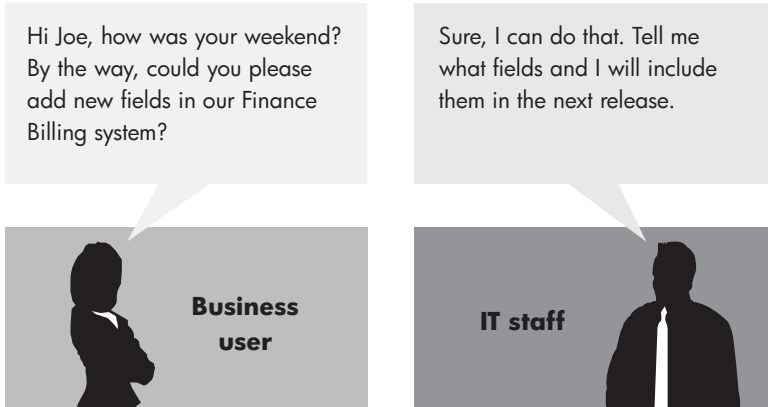 Hi Joe, how was your weekend?
By the way, could you please
add new fields in our Finance
Billing system?
Sure, I can do that. Tell me
what fields and I will include
them in the next release.
Business
user
IT staff